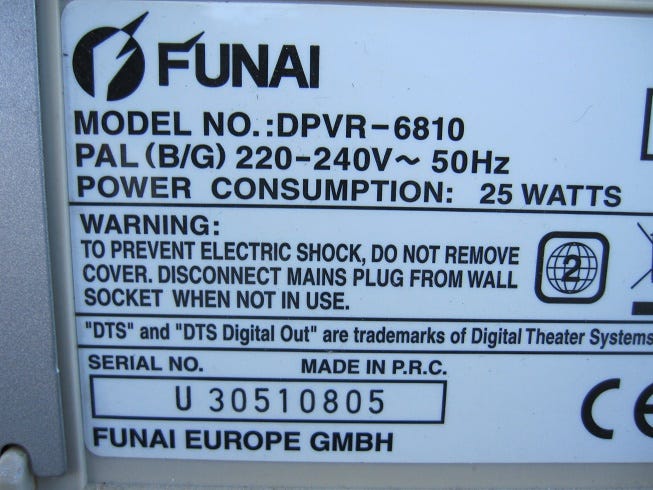 FUNAI
MODEL NO.:DPVR-6810
PAL (B/G) 220-240V~ 50Hz
POWER CONSUMPTION: 25 WATTS
WARNING:
TO PREVENT ELECTRIC SHOCK, DO NOT REMOVE
COVER. DISCONNECT MAINS PLUG FROM WALL
SOCKET WHEN NOT IN USE.
2
"DTS" and "DTS Digital Out" are trademarks of Digital Theater Systems
SERIAL NO. MADE IN P.R.C.
U 30510805
CE
FUNAI EUROPE GMBH